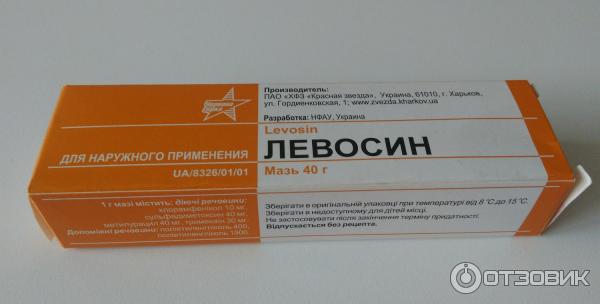 Червона
зірка
Производитель:
ПАО «ХФЗ «Красная звезда», Украина, 61010, г. Харьков,
ул. Гордиенковская, 1; www.zvezda.kharkov.ua
Разработка: НФАУ, Украина
Levosin
ЛЕВОСИН
Мазь 40 г
ДЛЯ НАРУЖНОГО ПРИМЕНЕНИЯ
UA/8326/01/01
1 г мазі містить: діючі речовини:
хлорамфенікол 10 мг,
сульфадиметоксин 40 мг,
метилурацил 40 мг, тримекаїн 30 мг.
Допоміжні речовини: поліетиленгліколь 400,
поліетиленгліколь 1500.
Зберігати в оригінальній упаковці при температурі від 8 °С до 15 °С.
Зберігати в недоступному для дітей місці.
Не застосовувати після закінчення терміну придатності.
Відпускається без рецепта.
ОТЗОВИК